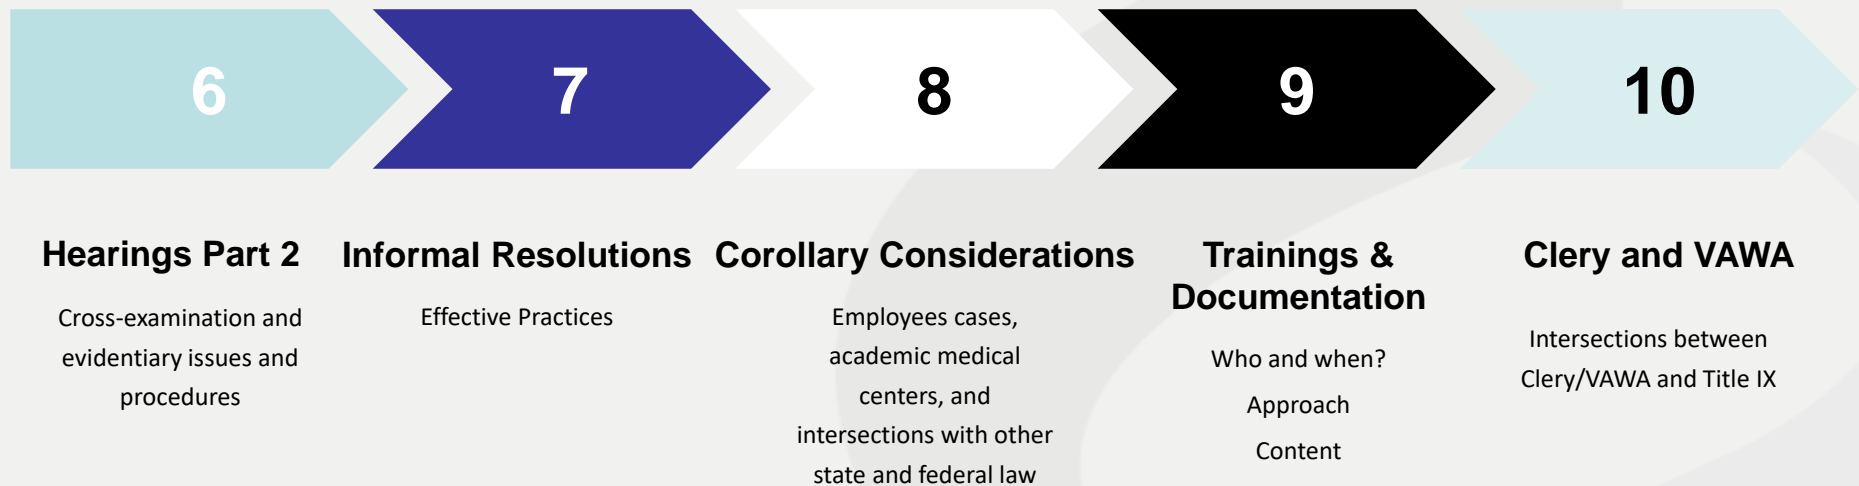 6
7
8
9
10
Hearings Part 2
Cross-examination and
evidentiary issues and
procedures
Informal Resolutions
Effective Practices
Corollary Considerations
Employees cases,
academic medical
centers, and
intersections with other
state and federal law
Trainings &
Documentation
Who and when?
Approach
Content
Clery and VAWA
Intersections between
Clery/VAWA and Title IX